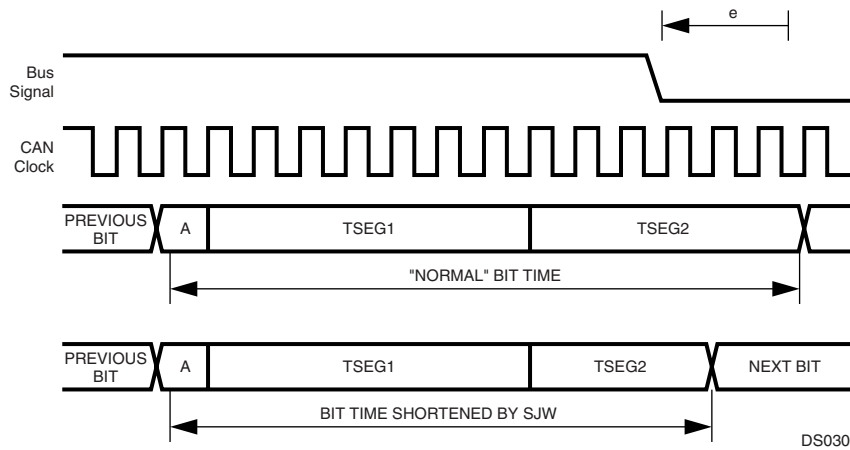 e
Bus
Signal
CAN
Clock
PREVIOUS
BIT
A
TSEG1
TSEG2
"NORMAL" BIT TIME
PREVIOUS
BIT
A
TSEG1
TSEG2
NEXT BIT
BIT TIME SHORTENED BY SJW
DS030